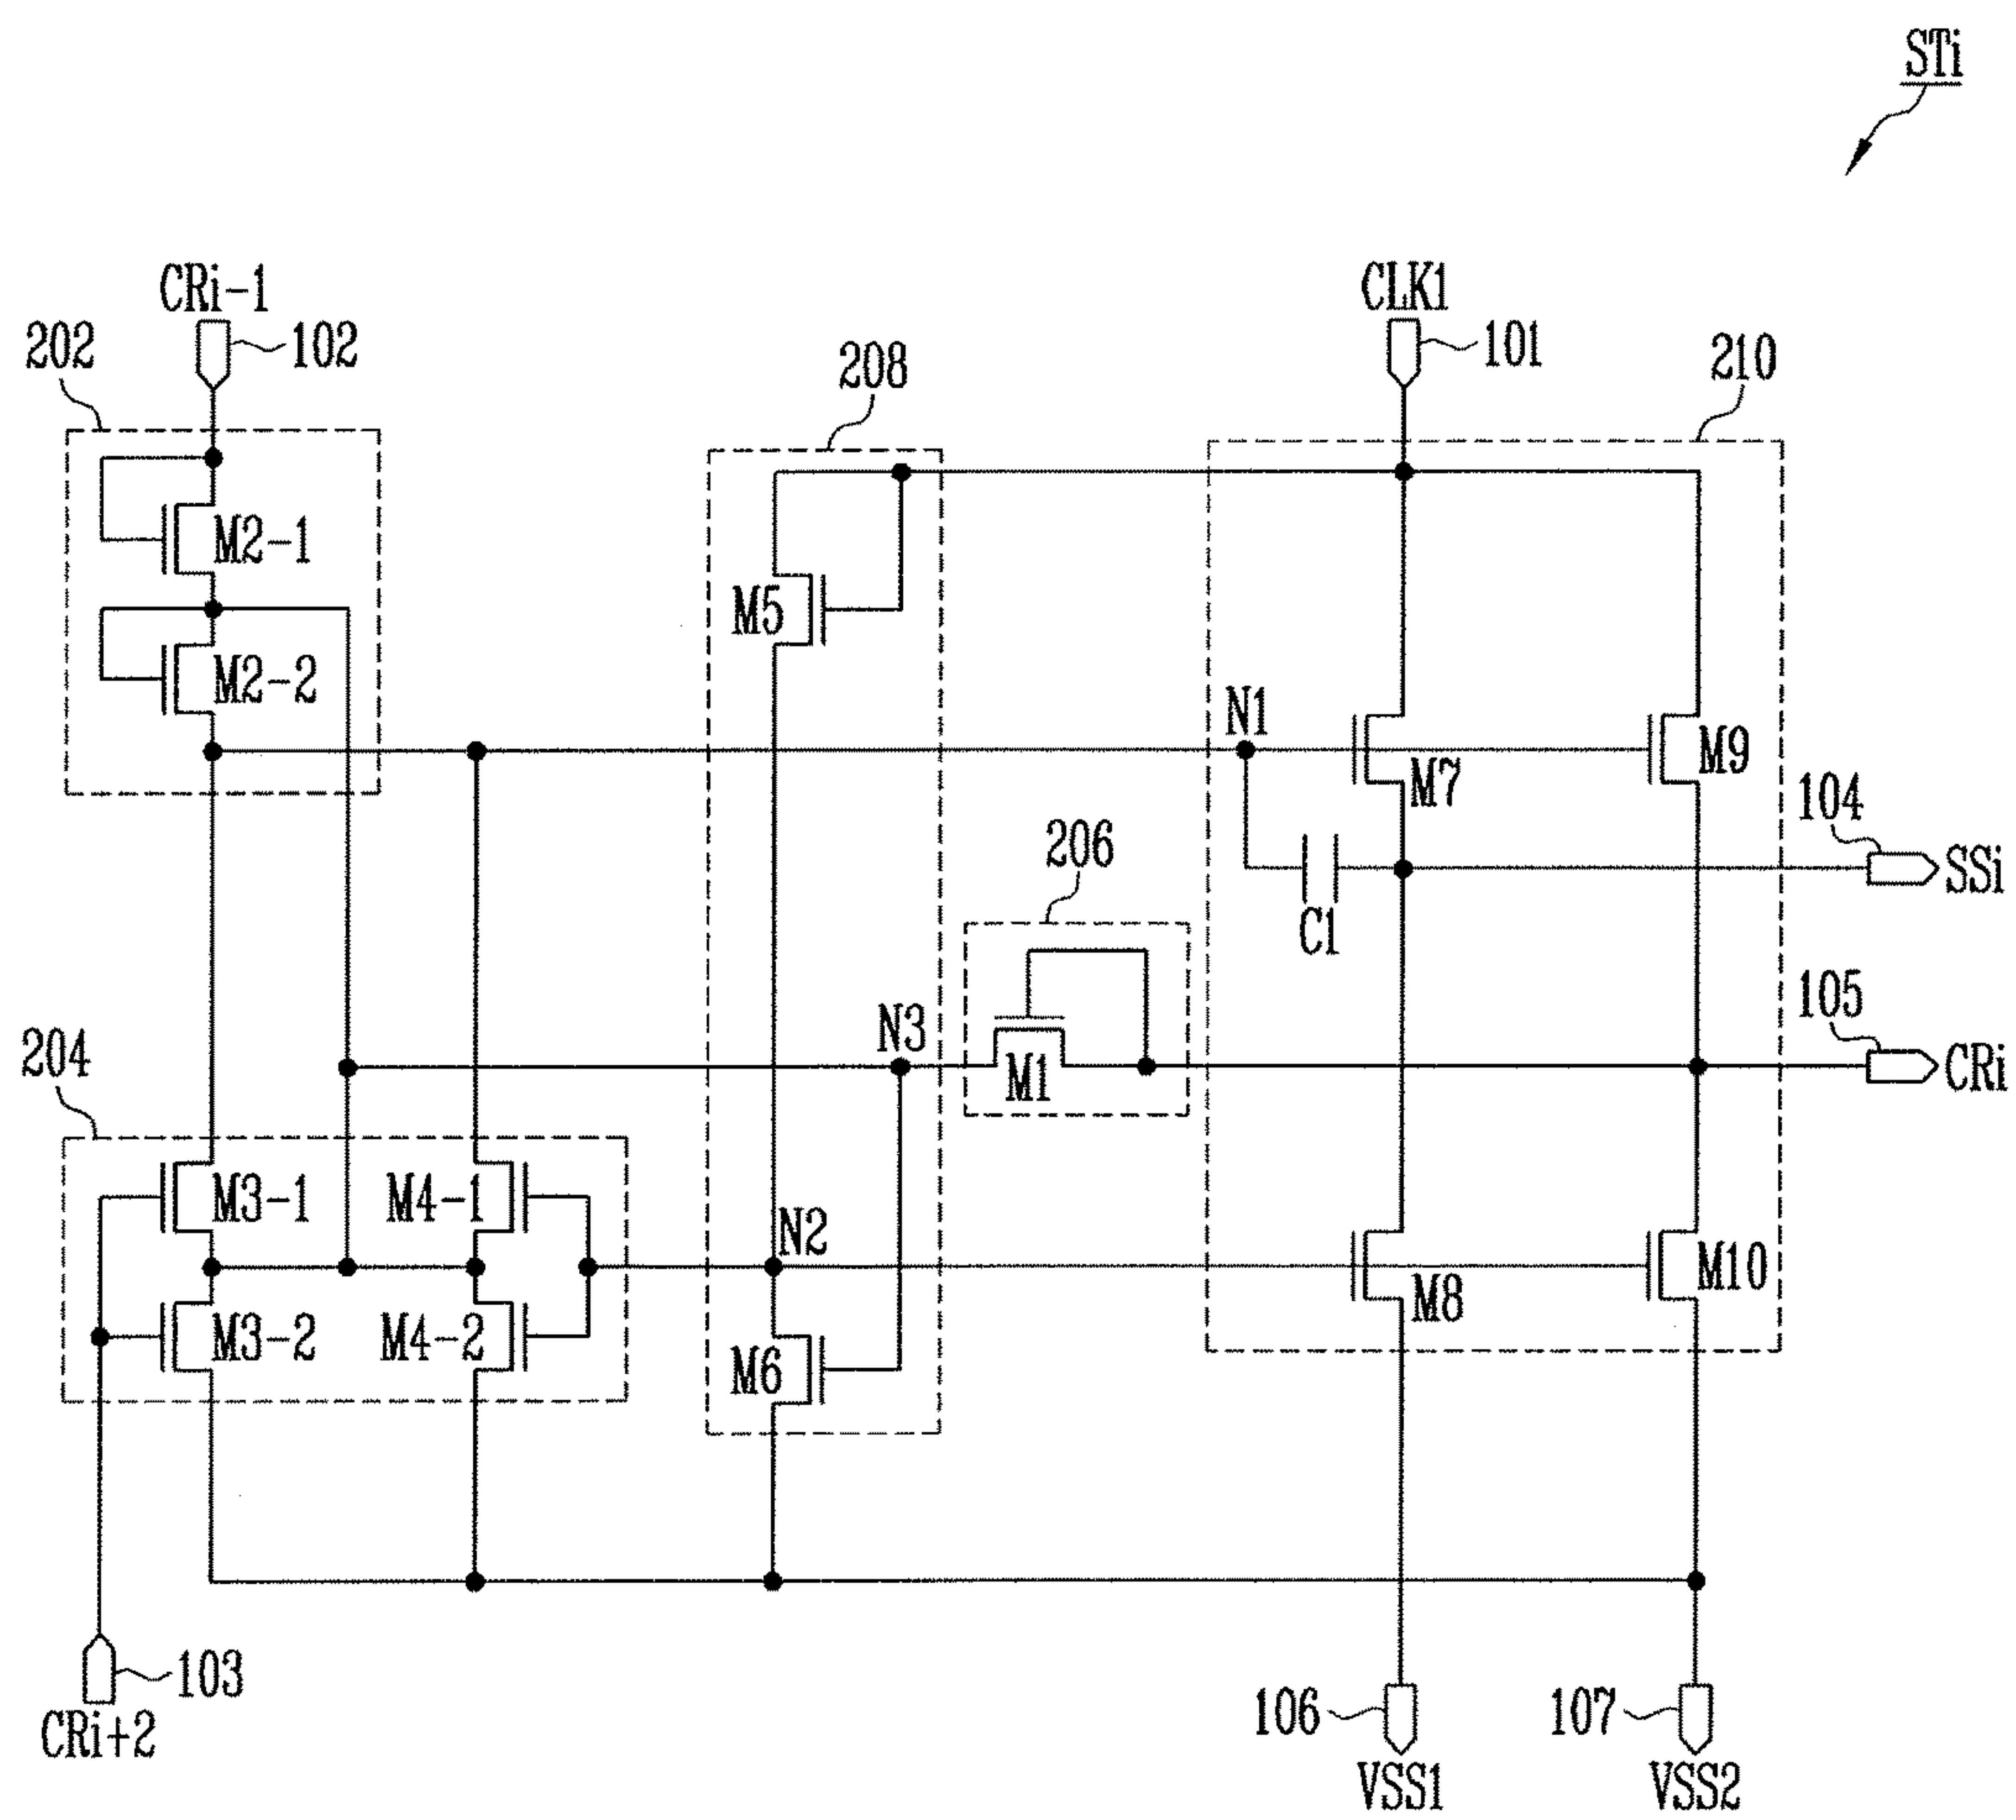 STi
CRi-1
CLK1
202
102
208
101
210
M2-1
M5
M2-2
N1
M7
M9
104
SSi
206
C1
105
N3
M1
CRi
204
M3-1
M4-1
N2
M10
M8
M3-2
M4-2
M6
103
CRi+2
106
107
VSS1
VSS2